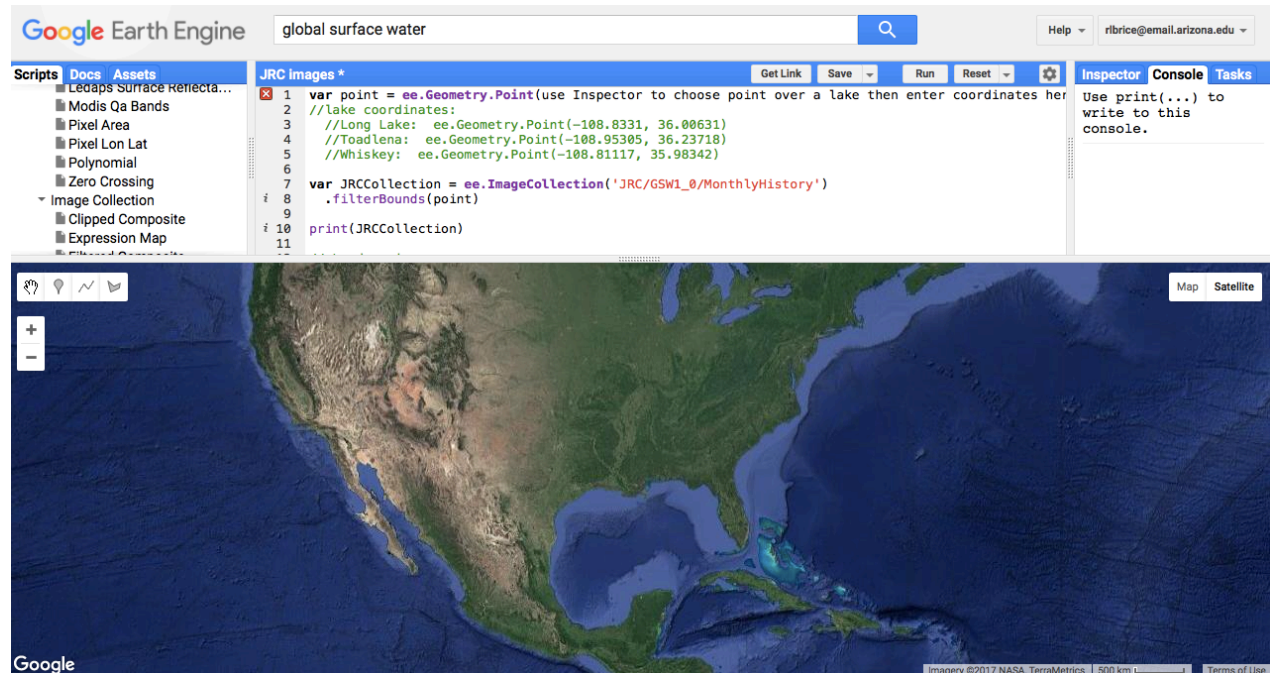 Google Earth Engine
global surface water
Help
rlbrice@email.arizona.edu
Scripts Docs Assets
Ledaps Surface Reflecta...
Modis Qa Bands
Pixel Area
Pixel Lon Lat
Polynomial
Zero Crossing
Image Collection
Clipped Composite
Expression Map
JRC images *
Get Link Save Run Reset
1 var point = ee.Geometry.Point(use Inspector to choose point over a lake then enter coordinates her
2 //lake coordinates:
3 //Long Lake: ee.Geometry.Point(-108.8331, 36.00631)
4 //Toadlena: ee.Geometry.Point(-108.95305, 36.23718)
5 //Whiskey: ee.Geometry.Point(-108.81117, 35.98342)
6
7 var JRCCollection = ee.ImageCollection('JRC/GSW1_0/MonthlyHistory')
i 8 .filterBounds(point)
9
i 10 print(JRCCollection)
11
Inspector Console Tasks
Use print(...) to
write to this
console.
Map Satellite
+
−
Google
Imagery ©2017 NASA, TerraMetrics 500 km Terms of Use